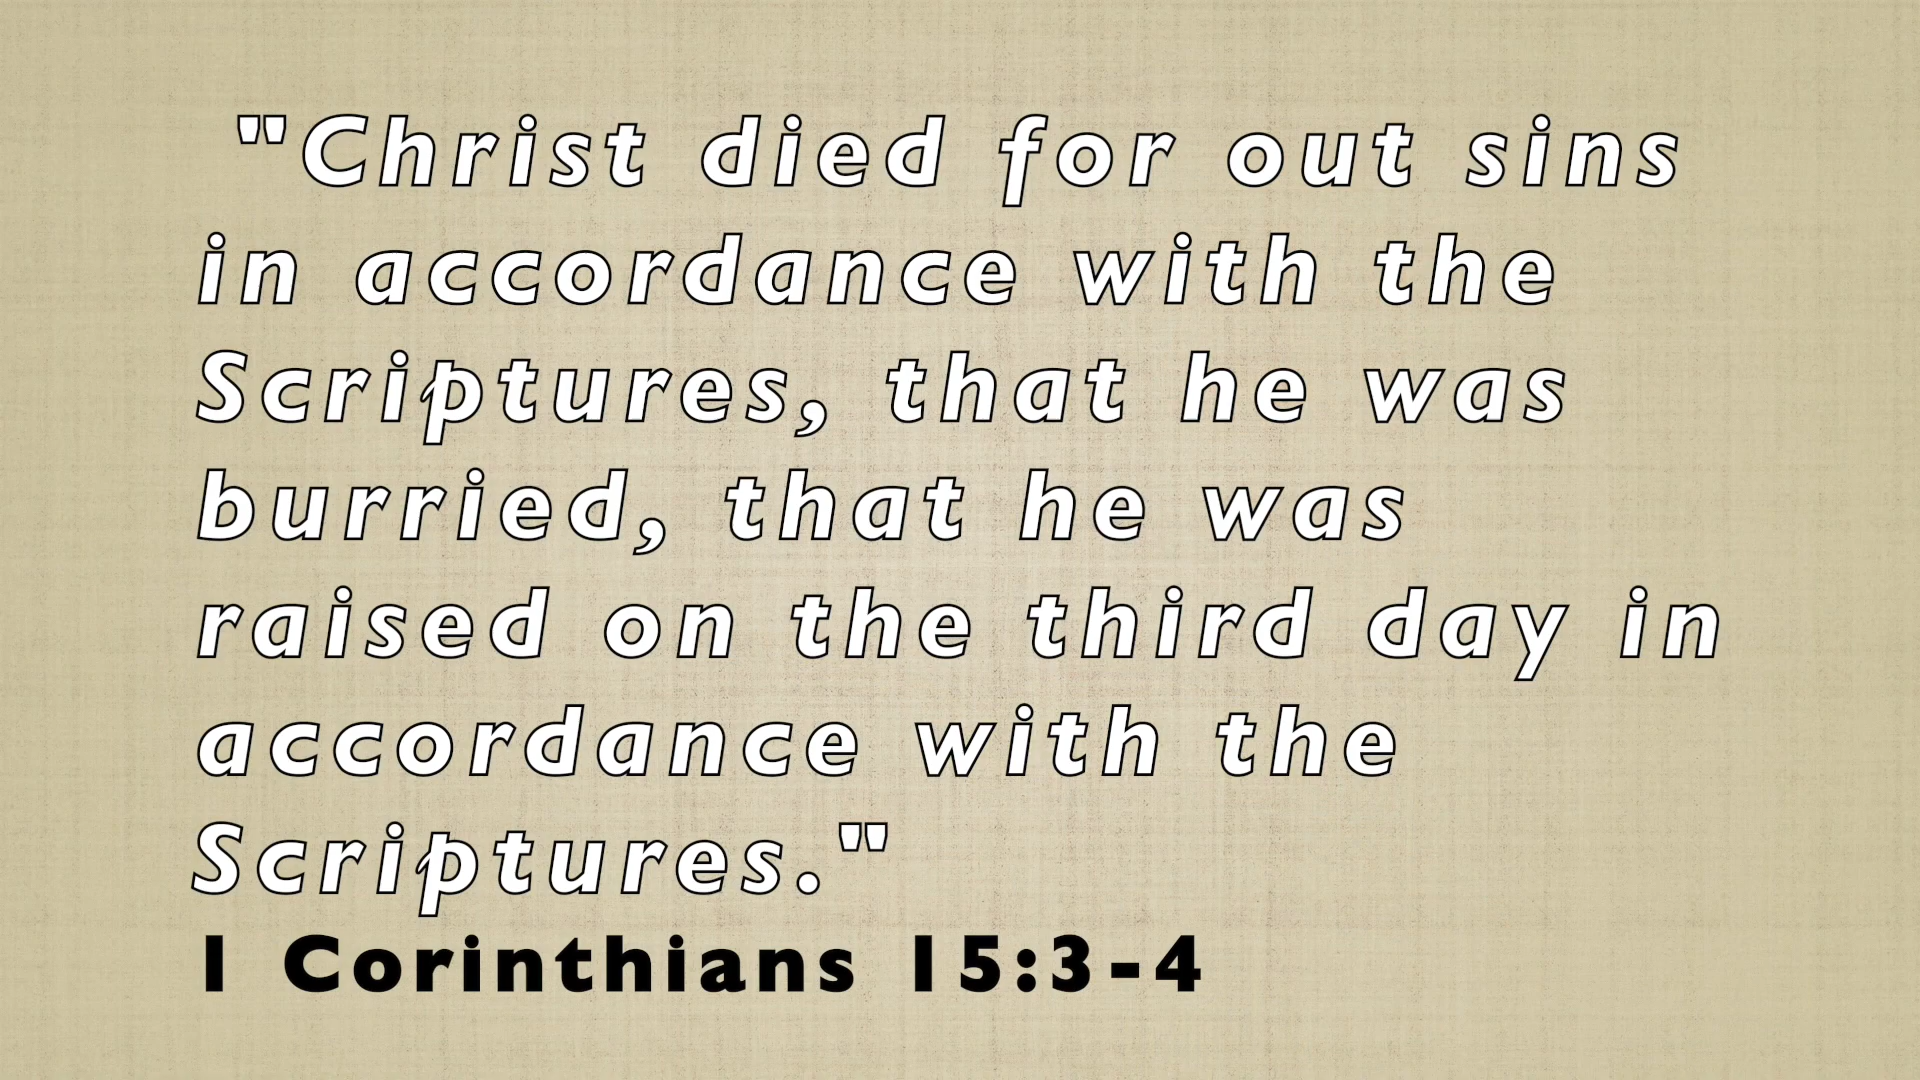 "Christ died for out sins
in accordance with the
Scriptures, that he was
burried, that he was
raised on the third day in
accordance with the
Scriptures."
1 Corinthians 15:3-4